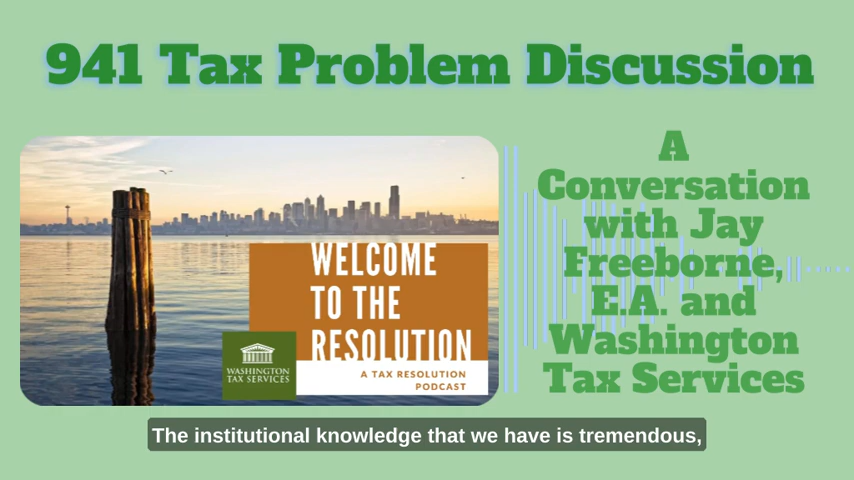 941 Tax Problem Discussion
A
Conversation
with Jay
Freeborne,
E.A. and
Washington
Tax Services
WELCOME
TO THE
RESOLUTION
WASHINGTON
TAX SERVICES
A TAX RESOLUTION
PODCAST
The institutional knowledge that we have is tremendous,